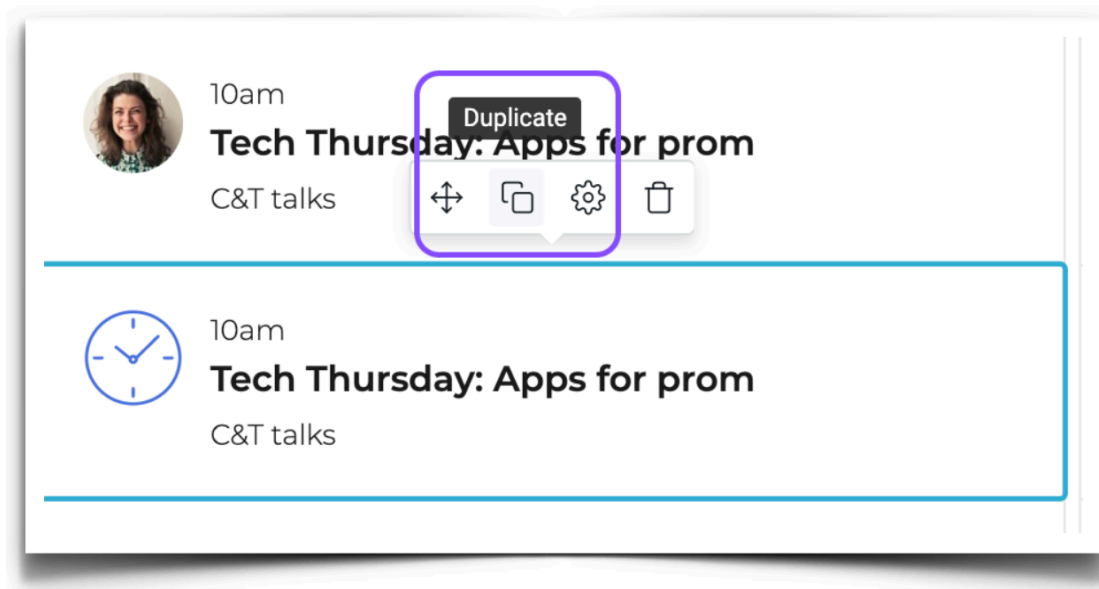 10am
Duplicate
Tech Thursday: Apps for prom
C&T talks
10am
Tech Thursday: Apps for prom
C&T talks